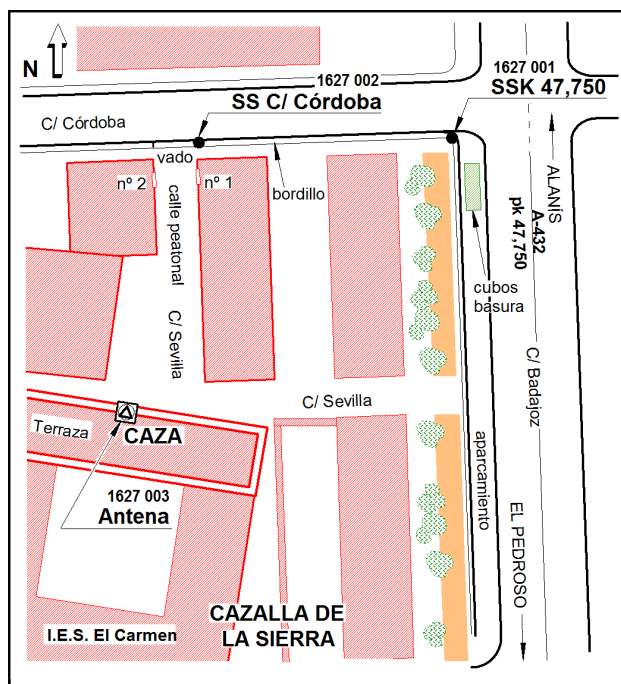 N
1627 002
1627 001
SS C/ Córdoba
SSK 47,750
C/ Córdoba
vado
nº 2
nº 1
bordillo
calle peatonal
C/ Sevilla
ALANÍS
A-432
pk 47,750
cubos
basura
C/ Badajoz
C/ Sevilla
Terraza
CAZA
aparcamiento
1627 003
Antena
EL PEDROSO
CAZALLA DE
LA SIERRA
I.E.S. El Carmen